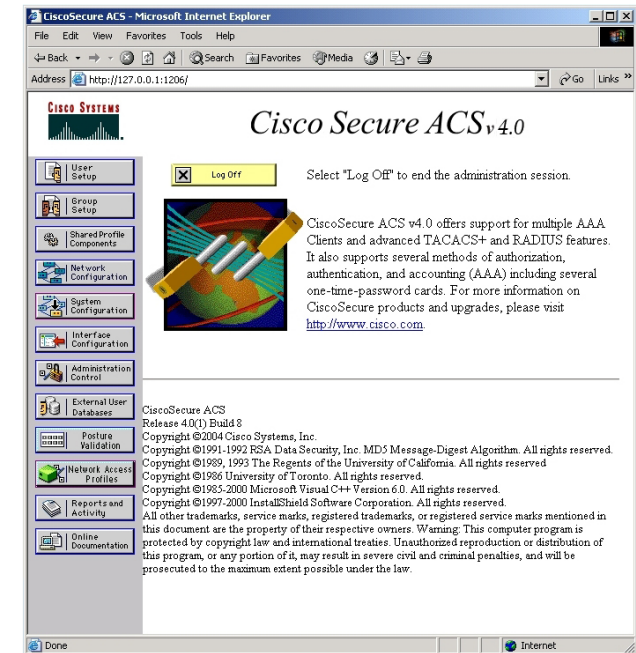 CiscoSecure ACS - Microsoft Internet Explorer
File Edit View Favorites Tools Help
Back Search Favorites Media
Address http://127.0.0.1:1206/ Go Links »
CISCO SYSTEMS
Cisco Secure ACS v 4.0
User
Setup
Group
Setup
Shared Profile
Components
Network
Configuration
System
Configuration
Interface
Configuration
Administration
Control
External User
Databases
Posture
Validation
Network Access
Profiles
Reports and
Activity
Online
Documentation
Log Off
Select "Log Off" to end the administration session.
CiscoSecure ACS v4.0 offers support for multiple AAA
Clients and advanced TACACS+ and RADIUS features.
It also supports several methods of authorization,
authentication, and accounting (AAA) including several
one-time-password cards. For more information on
CiscoSecure products and upgrades, please visit
http://www.cisco.com.
CiscoSecure ACS
Release 4.0(1) Build 8
Copyright ©2004 Cisco Systems, Inc.
Copyright ©1991-1992 RSA Data Security, Inc. MD5 Message-Digest Algorithm. All rights reserved.
Copyright ©1989, 1993 The Regents of the University of California. All rights reserved
Copyright ©1986 University of Toronto. All rights reserved.
Copyright ©1985-2000 Microsoft Visual C++ Version 6.0. All rights reserved.
Copyright ©1997-2000 InstallShield Software Corporation. All rights reserved.
All other trademarks, service marks, registered trademarks, or registered service marks mentioned in
this document are the property of their respective owners. Warning: This computer program is
protected by copyright law and international treaties. Unauthorized reproduction or distribution of
this program, or any portion of it, may result in severe civil and criminal penalties, and will be
prosecuted to the maximum extent possible under the law.
Done Internet